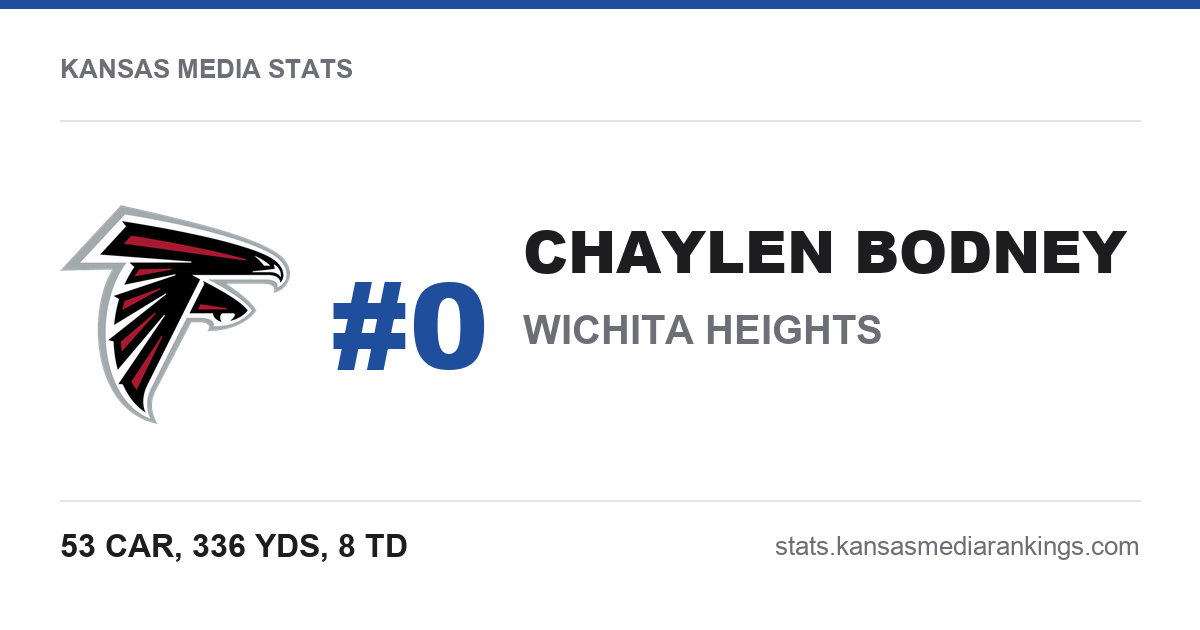 KANSAS MEDIA STATS
#0
CHAYLEN BODNEY
WICHITA HEIGHTS
53 CAR, 336 YDS, 8 TD
stats.kansasmediarankings.com